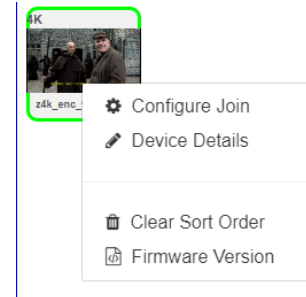 4K
z4k_enc_
Configure Join
Device Details
Clear Sort Order
Firmware Version